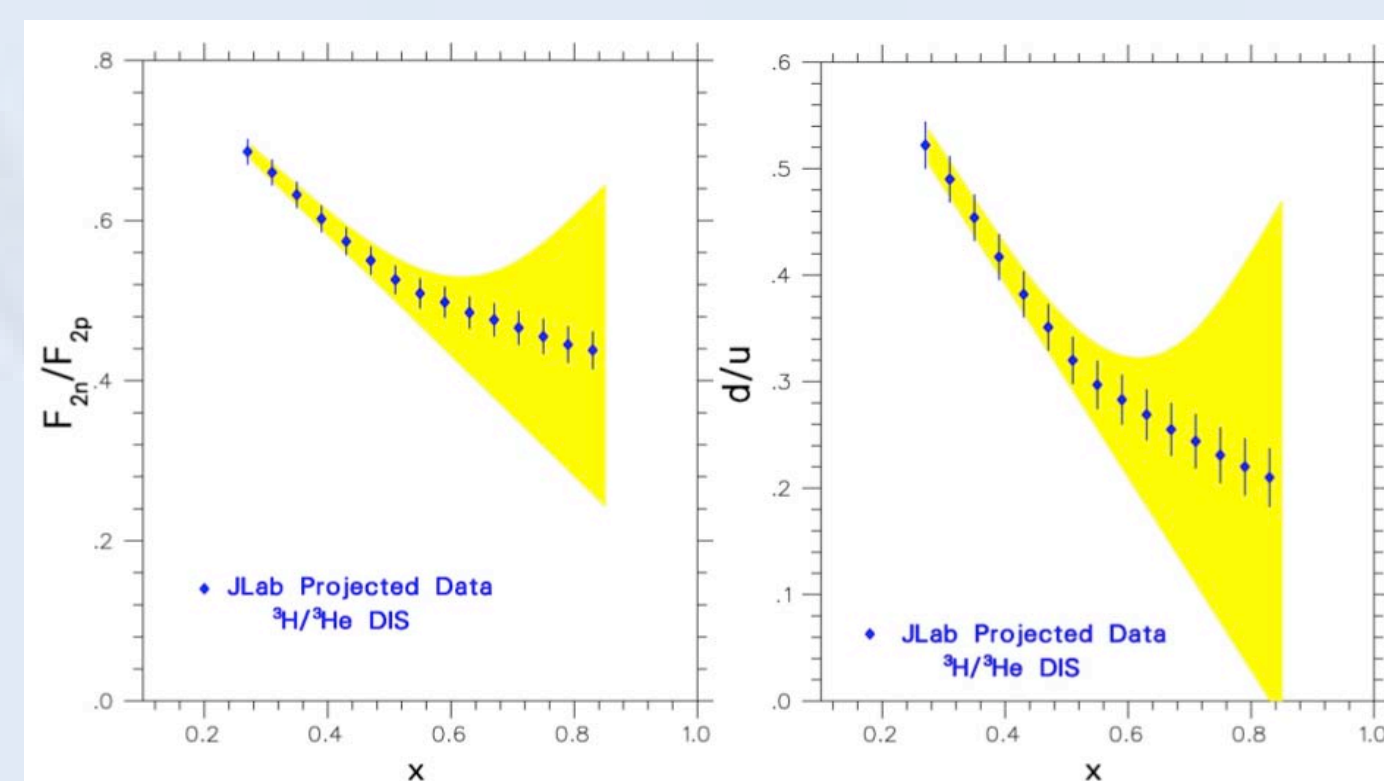 .8
.6
.4
.2
.0
F2n/F2p
0.2 0.4 0.6 0.8 1.0
x
JLab Projected Data
³H/³He DIS
.6
.5
.4
.3
.2
.1
.0
d/u
0.2 0.4 0.6 0.8 1.0
x
JLab Projected Data
³H/³He DIS